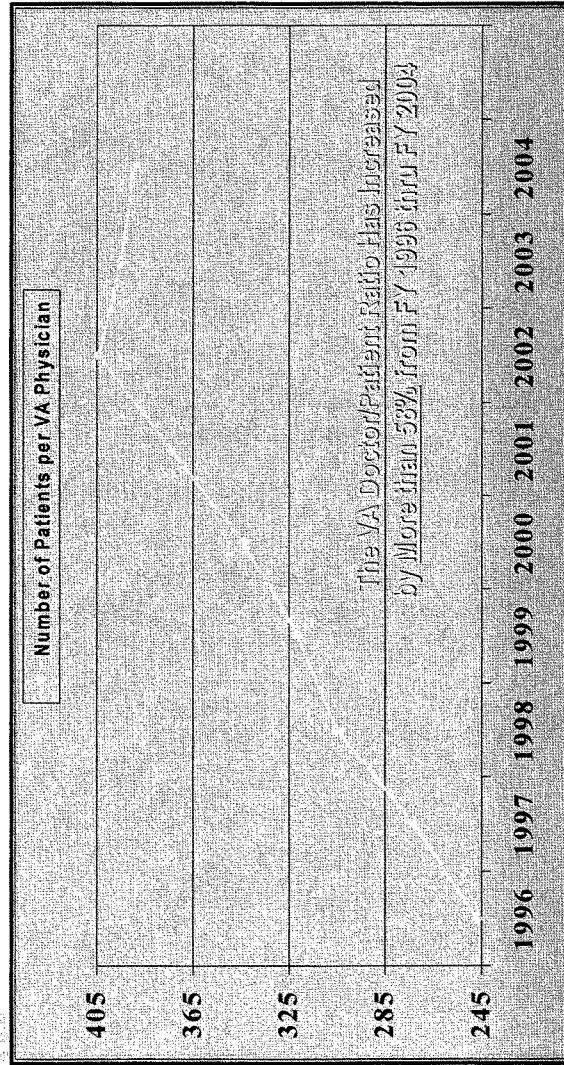 Number of Patients per VA Physician
405
365
325
285
245
The VA Doctor/Patient Ratio Has Increased
by More than 58% from FY 1996 thru FY 2004
1996 1997 1998 1999 2000 2001 2002 2003 2004